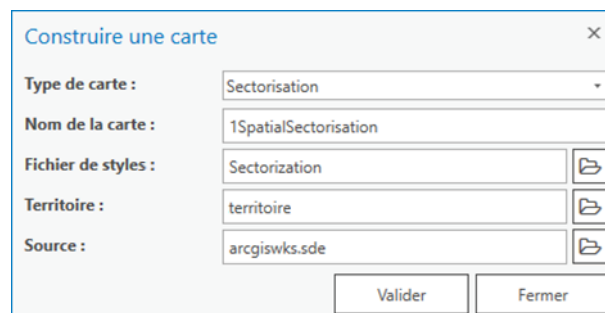 Construire une carte
Type de carte : Sectorisation
Nom de la carte : 1SpatialSectorisation
Fichier de styles : Sectorization
Territoire : territoire
Source : arcgiswks.sde
Valider Fermer